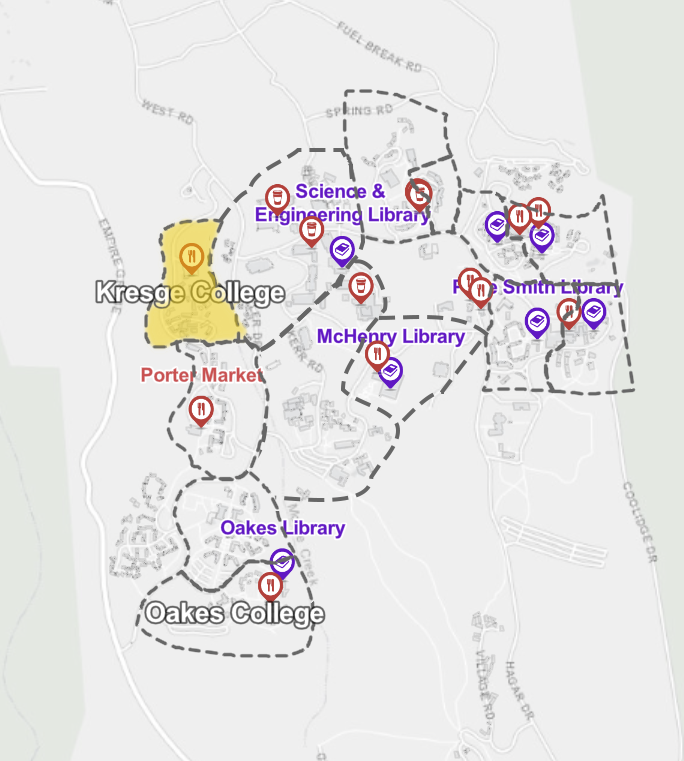 FUEL BREAK RD
WEST RD
SPRING RD
Science &
Engineering Library
EMPIRE G
Kresge College
Smith Library
McHenry Library
Porter Market
Oakes Library
Creek
COOLIDGE DR
Oakes College
VILLAGE RD
HAGAR DR